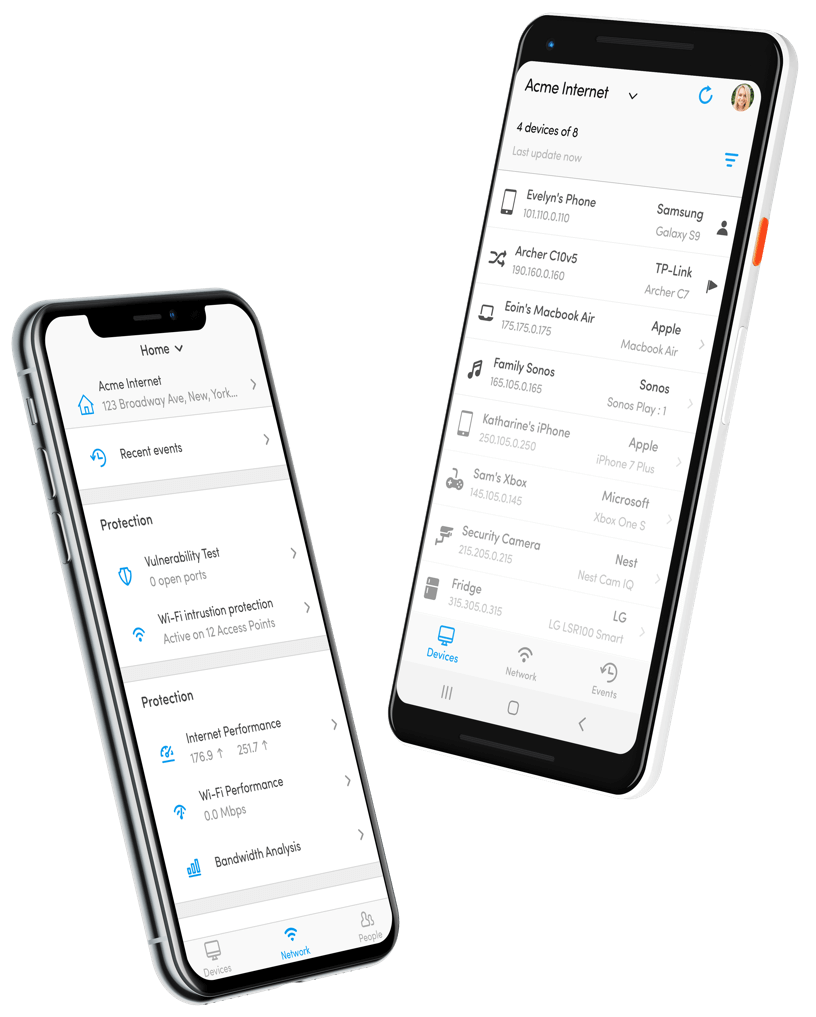 Home
Acme Internet
123 Broadway Ave, New, York...
Recent events
Protection
Vulnerability Test
0 open ports
Wi-Fi intrustion protection
Active on 12 Access Points
Protection
Internet Performance
176.9 ↑ 251.7 ↑
Wi-Fi Performance
0.0 Mbps
Bandwidth Analysis
Devices
Network
People
Acme Internet
4 devices of 8
Last update now
Evelyn's Phone Samsung
101.110.0.110 Galaxy S9
Archer C10v5 TP-Link
190.160.0.160 Archer C7
Eoin's Macbook Air Apple
175.175.0.175 Macbook Air
Family Sonos Sonos
165.105.0.165 Sonos Play : 1
Katharine's iPhone Apple
250.105.0.250 iPhone 7 Plus
Sam's Xbox Microsoft
145.105.0.145 Xbox One S
Security Camera Nest
215.205.0.215 Nest Cam IQ
Fridge LG
315.305.0.315 LG LSR100 Smart
Devices
Network
Events